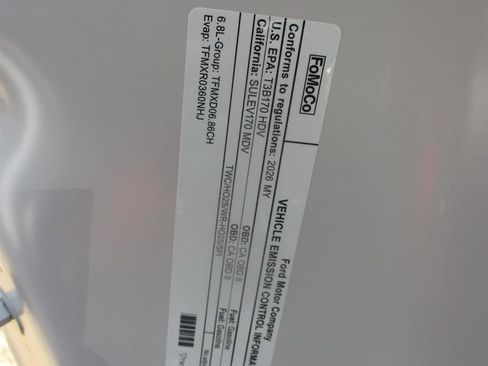 FoMoCo
Ford Motor Company
VEHICLE EMISSION CONTROL INFORMA
Conforms to regulations: 2026 MY
U.S. EPA: T3B170 HDV
OBD: CA OBD II
Fuel: Gasoline
California: SULEV170 MDV
OBD: CA OBD II
Fuel: Gasoline
TWC/HO2S/WR-HO2S/SFI
6.8L-Group: TFMXD06.86CH
Evap: TFMXR0360NHJ